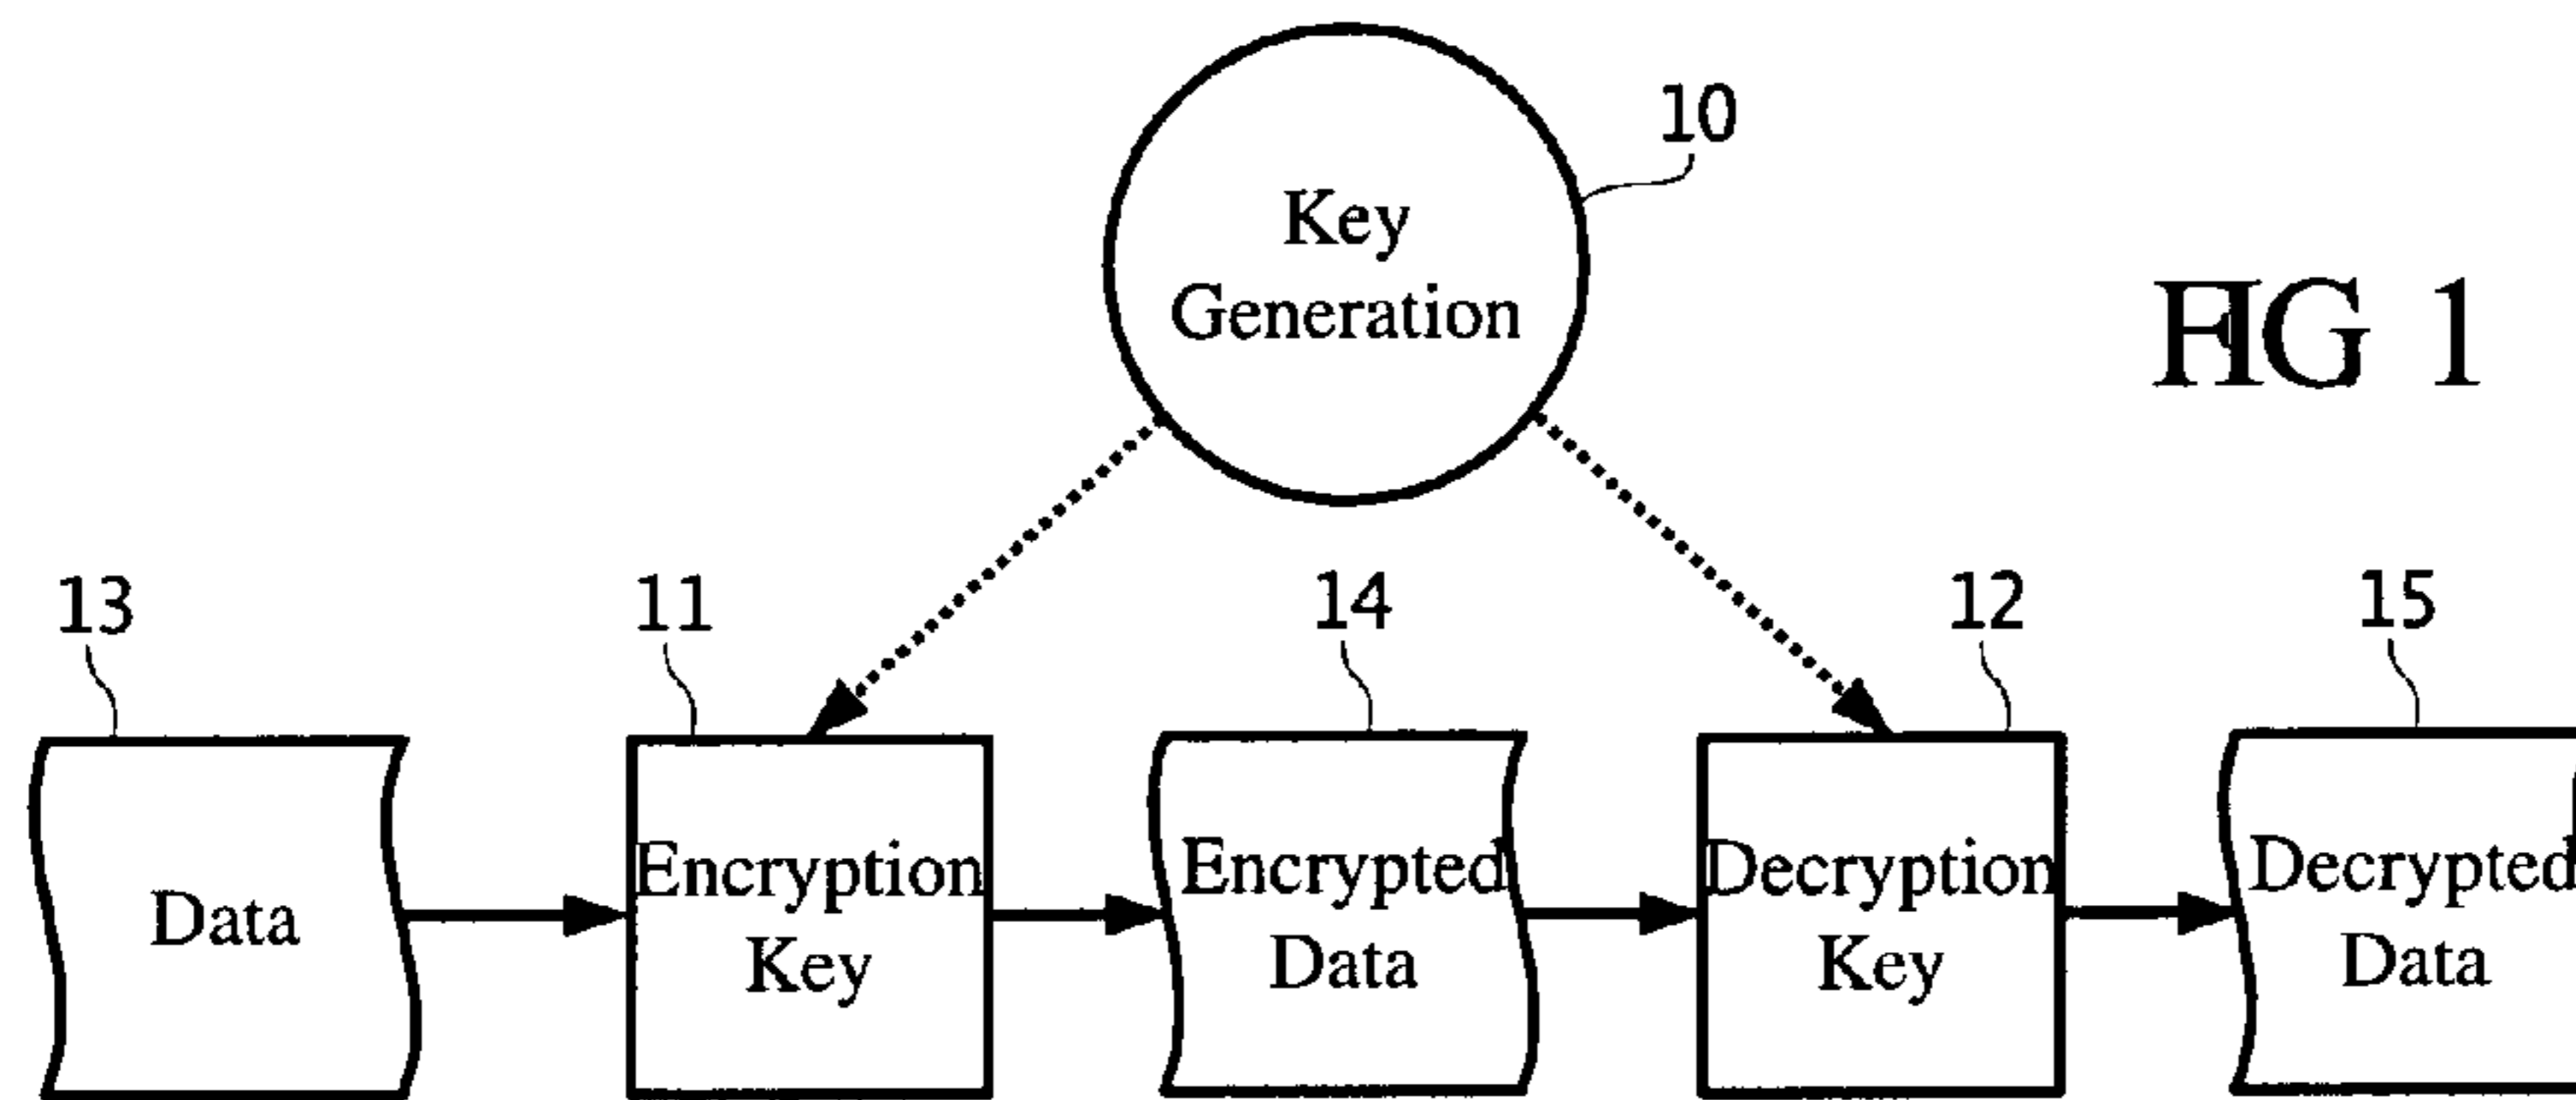 10
Key
Generation
FIG 1
13
11
14
12
15
Data
Encryption
Key
Encrypted
Data
Decryption
Key
Decrypted
Data